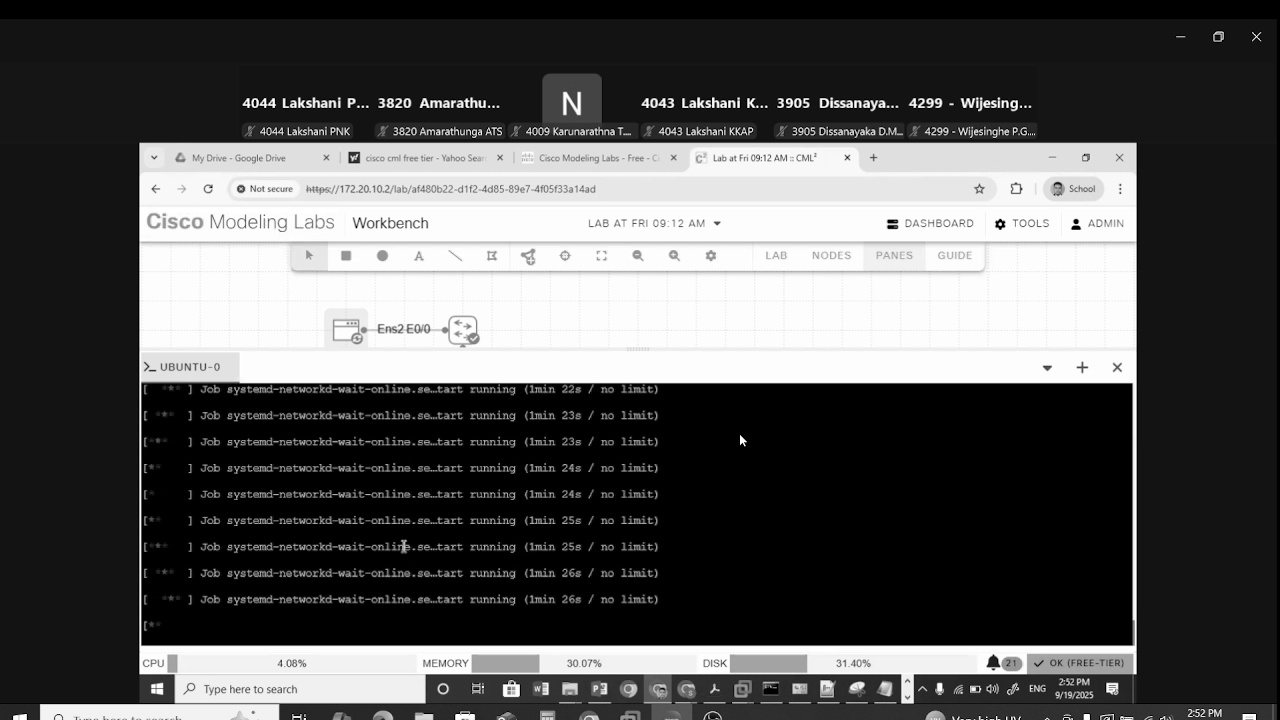 4044 Lakshani P... 3820 Amarathu... N 4043 Lakshani K... 3905 Dissanaya... 4299 - Wijesing...
4044 Lakshani PNK 3820 Amarathunga ATS 4009 Karunarathna T... 4043 Lakshani KKAP 3905 Dissanayaka D.M... 4299 - Wijesinghe P.G....
My Drive - Google Drive cisco cml free tier - Yahoo Sear Cisco Modeling Labs - Free - Ci Lab at Fri 09:12 AM :: CML²
Not secure https://172.20.10.2/lab/af480b22-d1f2-4d85-89e7-4f05f33a14ad School
Cisco Modeling Labs Workbench LAB AT FRI 09:12 AM DASHBOARD TOOLS ADMIN
A LAB NODES PANES GUIDE
Ens2 E0/0
UBUNTU-0
[ *** ] Job systemd-networkd-wait-online.se…tart running (1min 22s / no limit)
[ *** ] Job systemd-networkd-wait-online.se…tart running (1min 23s / no limit)
[*** ] Job systemd-networkd-wait-online.se…tart running (1min 23s / no limit)
[** ] Job systemd-networkd-wait-online.se…tart running (1min 24s / no limit)
[* ] Job systemd-networkd-wait-online.se…tart running (1min 24s / no limit)
[** ] Job systemd-networkd-wait-online.se…tart running (1min 25s / no limit)
[*** ] Job systemd-networkd-wait-online.se…tart running (1min 25s / no limit)
[ *** ] Job systemd-networkd-wait-online.se…tart running (1min 26s / no limit)
[ *** ] Job systemd-networkd-wait-online.se…tart running (1min 26s / no limit)
[**
CPU 4.08% MEMORY 30.07% DISK 31.40% 21 OK (FREE-TIER)
Type here to search ENG 2:52 PM
9/19/2025
Type here to search 2:52 PM